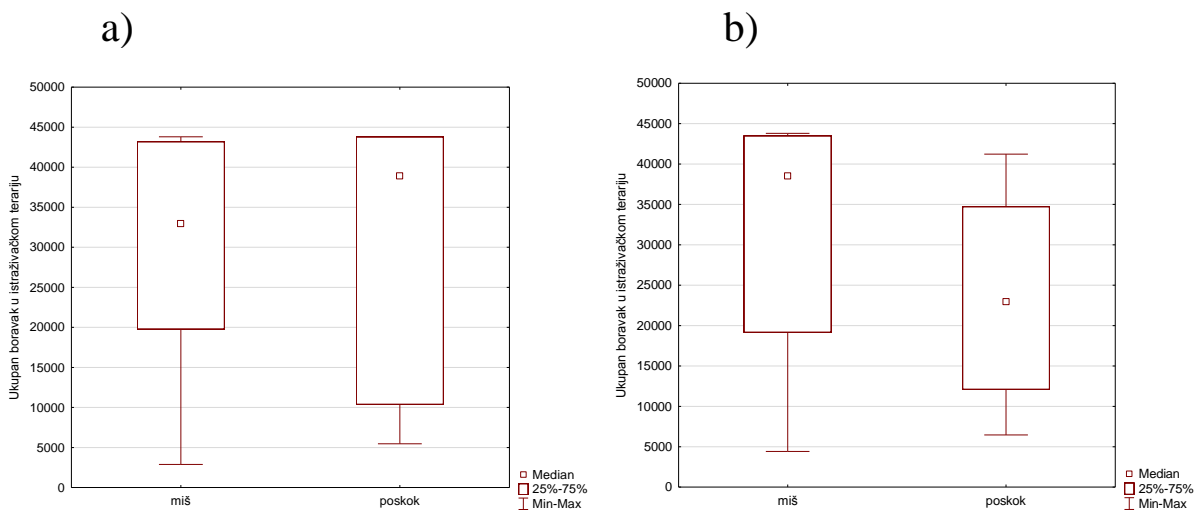 a)
50000
45000
40000
35000
30000
25000
20000
15000
10000
5000
0
Ukupan boravak u istraživačkom terariju
miš
poskok
Median
25%-75%
Min-Max
b)
50000
45000
40000
35000
30000
25000
20000
15000
10000
5000
0
Ukupan boravak u istraživačkom terariju
miš
poskok
Median
25%-75%
Min-Max